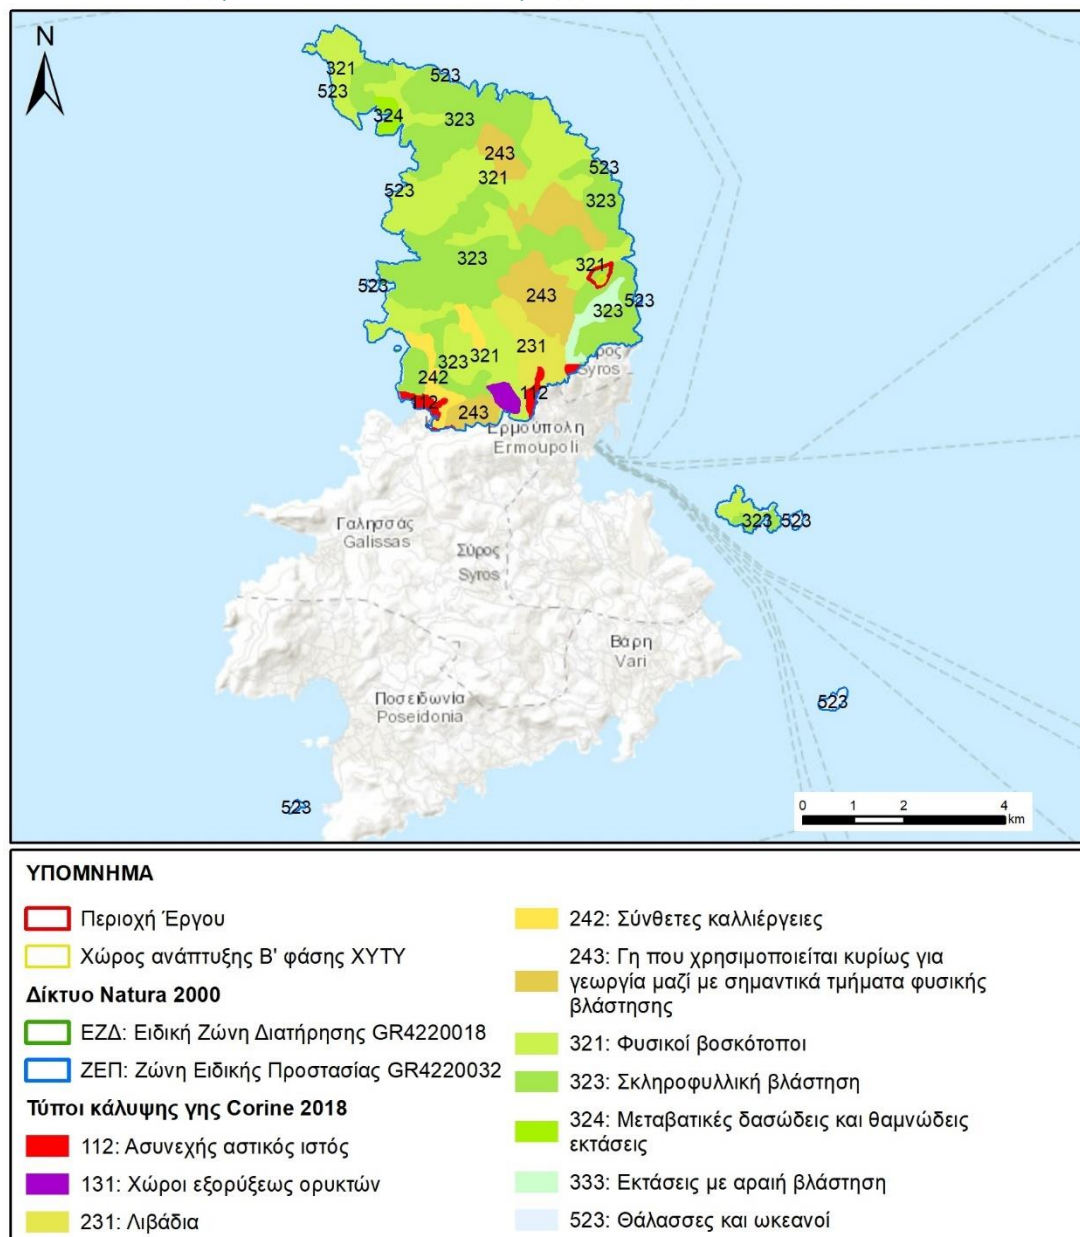 N
321
523
523
324
323
243
321
523
523
323
323
321
523
243
323
523
231
323
321
242
Syros
112
112
243
Ερμούπολη
Ermoupoli
Γαλησσάς
Galissas
Σύρος
Syros
323
523
Βάρη
Vari
Ποσειδωνία
Poseidonia
523
523
0 1 2 4
km
ΥΠΟΜΝΗΜΑ
Περιοχή Έργου
Χώρος ανάπτυξης Β' φάσης ΧΥΤΥ
Δίκτυο Natura 2000
ΕΖΔ: Ειδική Ζώνη Διατήρησης GR4220018
ΖΕΠ: Ζώνη Ειδικής Προστασίας GR4220032
Τύποι κάλυψης γης Corine 2018
112: Ασυνεχής αστικός ιστός
131: Χώροι εξορύξεως ορυκτών
231: Λιβάδια
242: Σύνθετες καλλιέργειες
243: Γη που χρησιμοποιείται κυρίως για
γεωργία μαζί με σημαντικά τμήματα φυσικής
βλάστησης
321: Φυσικοί βοσκότοποι
323: Σκληροφυλλική βλάστηση
324: Μεταβατικές δασώδεις και θαμνώδεις
εκτάσεις
333: Εκτάσεις με αραιή βλάστηση
523: Θάλασσες και ωκεανοί